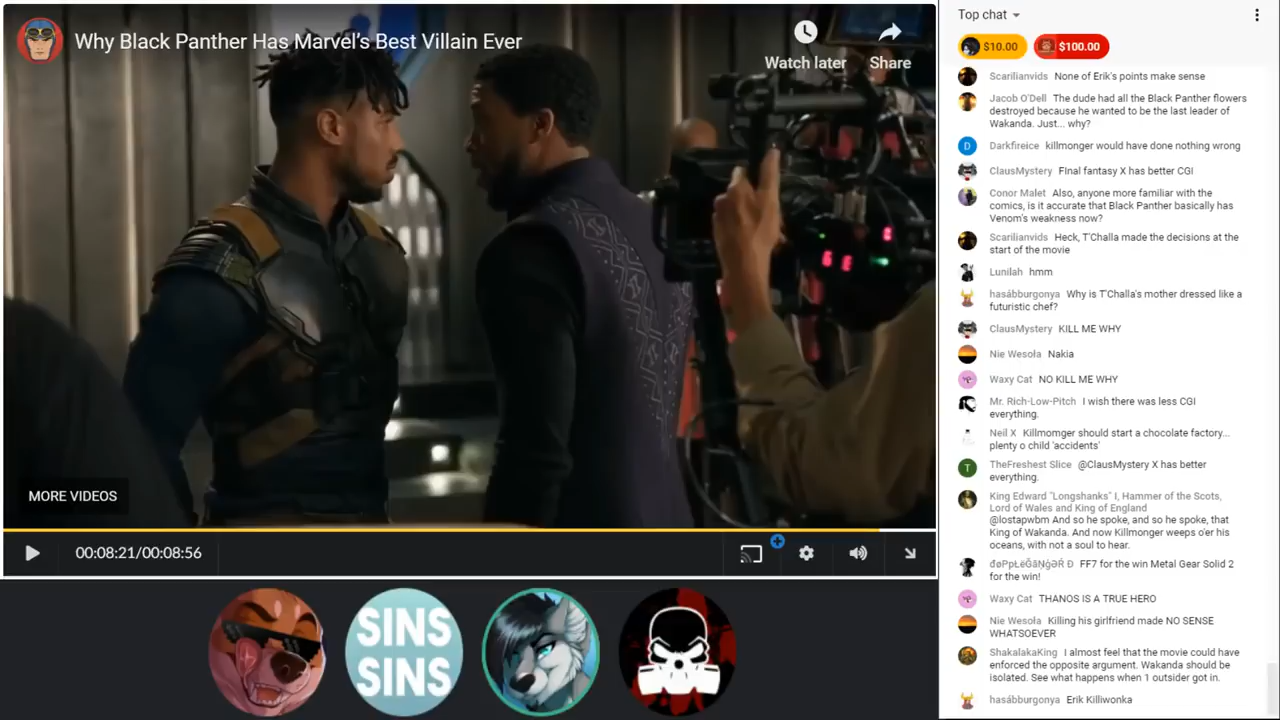 Why Black Panther Has Marvel's Best Villain Ever
Watch later
Share
MORE VIDEOS
00:08:21/00:08:56
SINS
SINS
Top chat
$10.00
$100.00
Scarilianvids None of Erik's points make sense
Jacob O'Dell The dude had all the Black Panther flowers
destroyed because he wanted to be the last leader of
Wakanda. Just... why?
D
Darkfireice killmonger would have done nothing wrong
ClausMystery FInal fantasy X has better CGI
Conor Malet Also, anyone more familiar with the
comics, is it accurate that Black Panther basically has
Venom's weakness now?
Scarilianvids Heck, T'Challa made the decisions at the
start of the movie
Lunilah hmm
hasábburgonya Why is T'Challa's mother dressed like a
futuristic chef?
ClausMystery KILL ME WHY
Nie Wesoła Nakia
Waxy Cat NO KILL ME WHY
Mr. Rich-Low-Pitch I wish there was less CGI
everything.
Neil X Killmomger should start a chocolate factory...
plenty o child 'accidents'
T
TheFreshest Slice @ClausMystery X has better
everything.
King Edward "Longshanks" I, Hammer of the Scots,
Lord of Wales and King of England
@lostapwbm And so he spoke, and so he spoke, that
King of Wakanda. And now Killmonger weeps o'er his
oceans, with not a soul to hear.
FF7 for the win Metal Gear Solid 2
for the win!
Waxy Cat THANOS IS A TRUE HERO
Nie Wesoła Killing his girlfriend made NO SENSE
WHATSOEVER
ShakalakaKing I almost feel that the movie could have
enforced the opposite argument. Wakanda should be
isolated. See what happens when 1 outsider got in.
hasábburgonya Erik Killiwonka